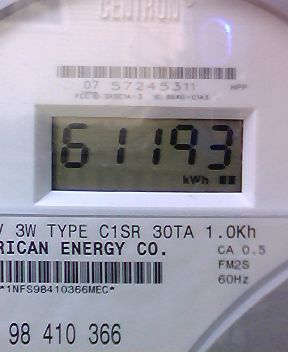 CENTRON
07 57245311
HPP
61193
kWh
V 3W TYPE C1SR 30TA 1.0Kh
RICAN ENERGY CO. CA 0.5
FM2S
*1NFS98410366MEC* 60Hz
98 410 366